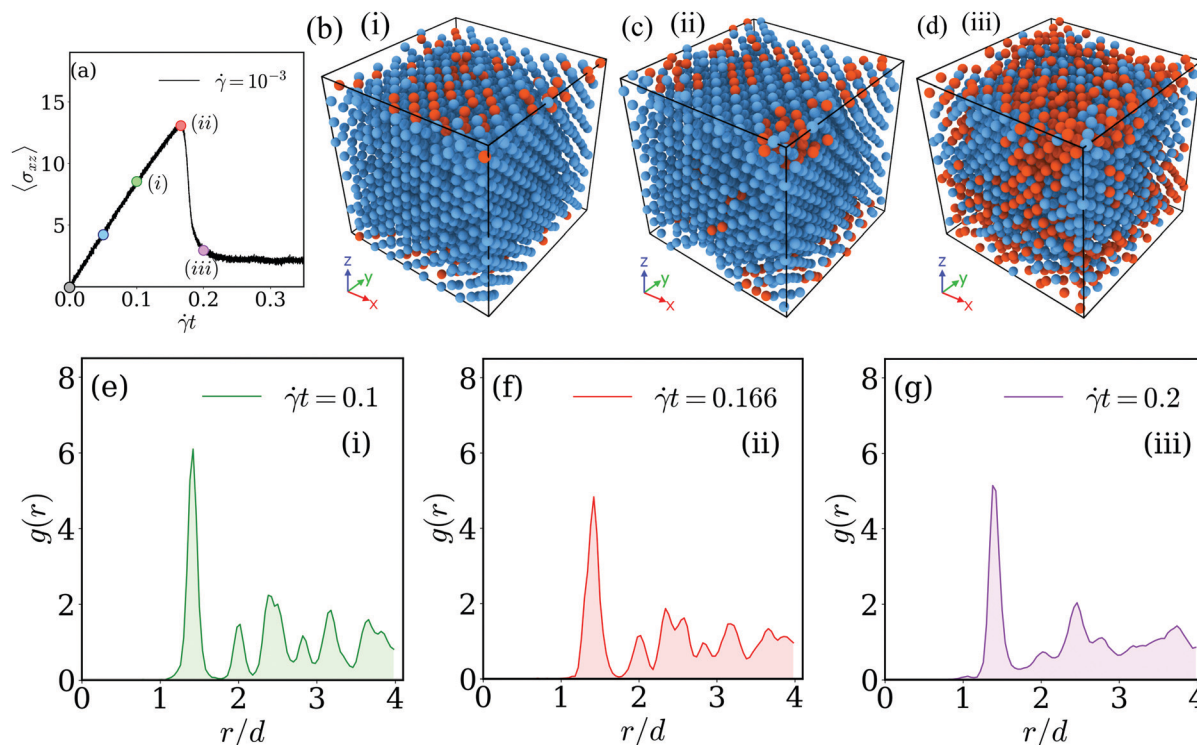 (a)
γ̇ = 10⁻³
15
10
5
0
⟨σxz⟩
(i)
(ii)
(iii)
0.0 0.1 0.2 0.3
γ̇t
(b) (i)
z
y
x
(c) (ii)
z
y
x
(d) (iii)
z
y
x
(e)
γ̇t = 0.1
(i)
8
6
4
2
0
g(r)
0 1 2 3 4
r/d
(f)
γ̇t = 0.166
(ii)
8
6
4
2
0
g(r)
0 1 2 3 4
r/d
(g)
γ̇t = 0.2
(iii)
8
6
4
2
0
g(r)
0 1 2 3 4
r/d